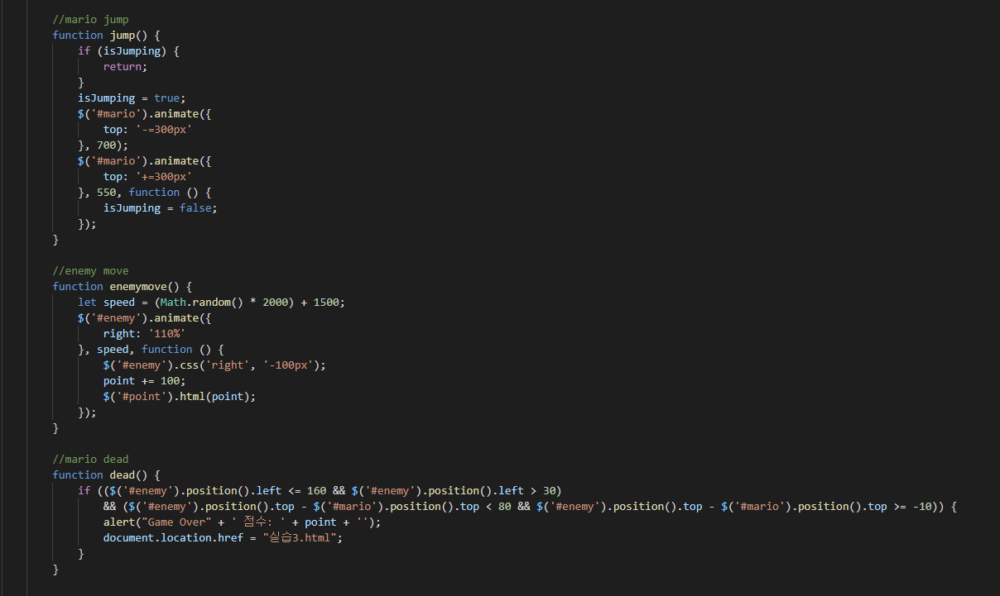 //mario jump
function jump() {
if (isJumping) {
return;
}
isJumping = true;
$('#mario').animate({
top: '-=300px'
}, 700);
$('#mario').animate({
top: '+=300px'
}, 550, function () {
isJumping = false;
});
}
//enemy move
function enemymove() {
let speed = (Math.random() * 2000) + 1500;
$('#enemy').animate({
right: '110%'
}, speed, function () {
$('#enemy').css('right', '-100px');
point += 100;
$('#point').html(point);
});
}
//mario dead
function dead() {
if (($('#enemy').position().left <= 160 && $('#enemy').position().left > 30)
&& ($('#enemy').position().top - $('#mario').position().top < 80 && $('#enemy').position().top - $('#mario').position().top >= -10)) {
alert("Game Over" + ' 점수: ' + point + '');
document.location.href = "실습3.html";
}
}